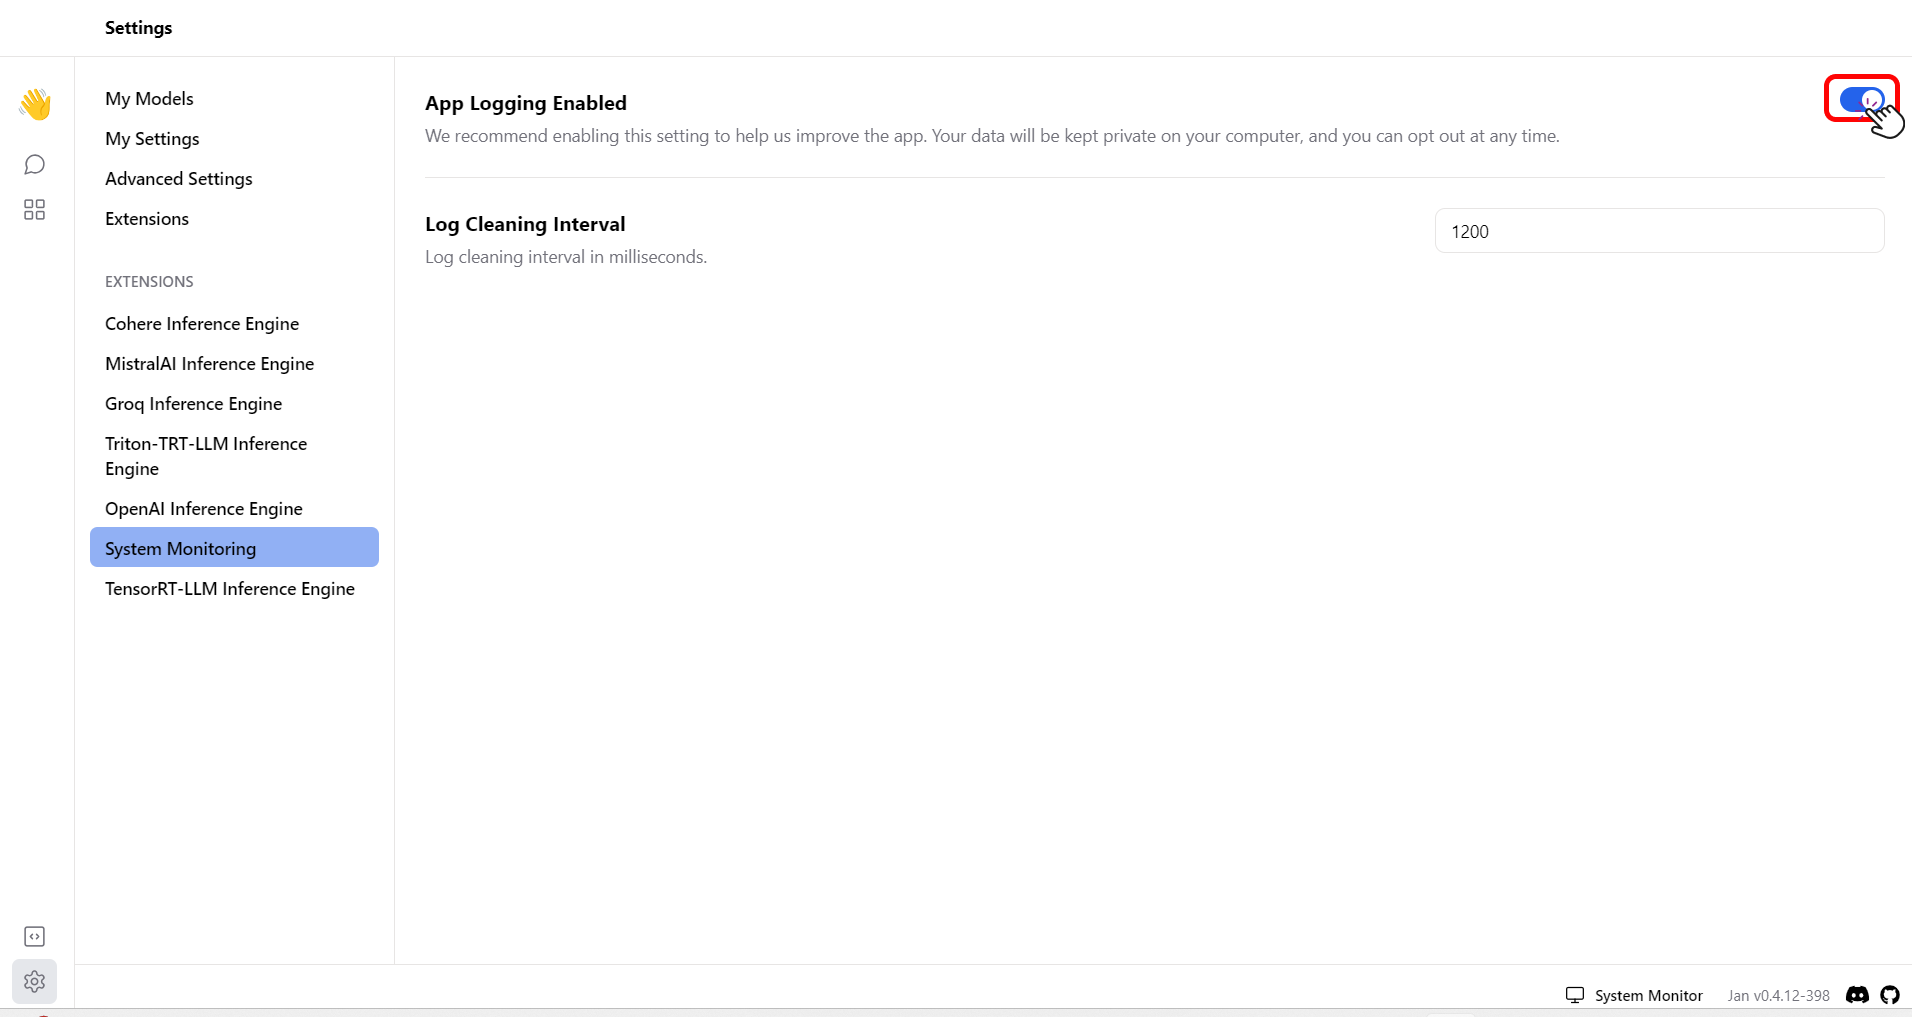 Settings
My Models
My Settings
Advanced Settings
Extensions
EXTENSIONS
Cohere Inference Engine
MistralAI Inference Engine
Groq Inference Engine
Triton-TRT-LLM Inference
Engine
OpenAI Inference Engine
System Monitoring
TensorRT-LLM Inference Engine
App Logging Enabled
We recommend enabling this setting to help us improve the app. Your data will be kept private on your computer, and you can opt out at any time.
Log Cleaning Interval
Log cleaning interval in milliseconds.
1200
System Monitor
Jan v0.4.12-398